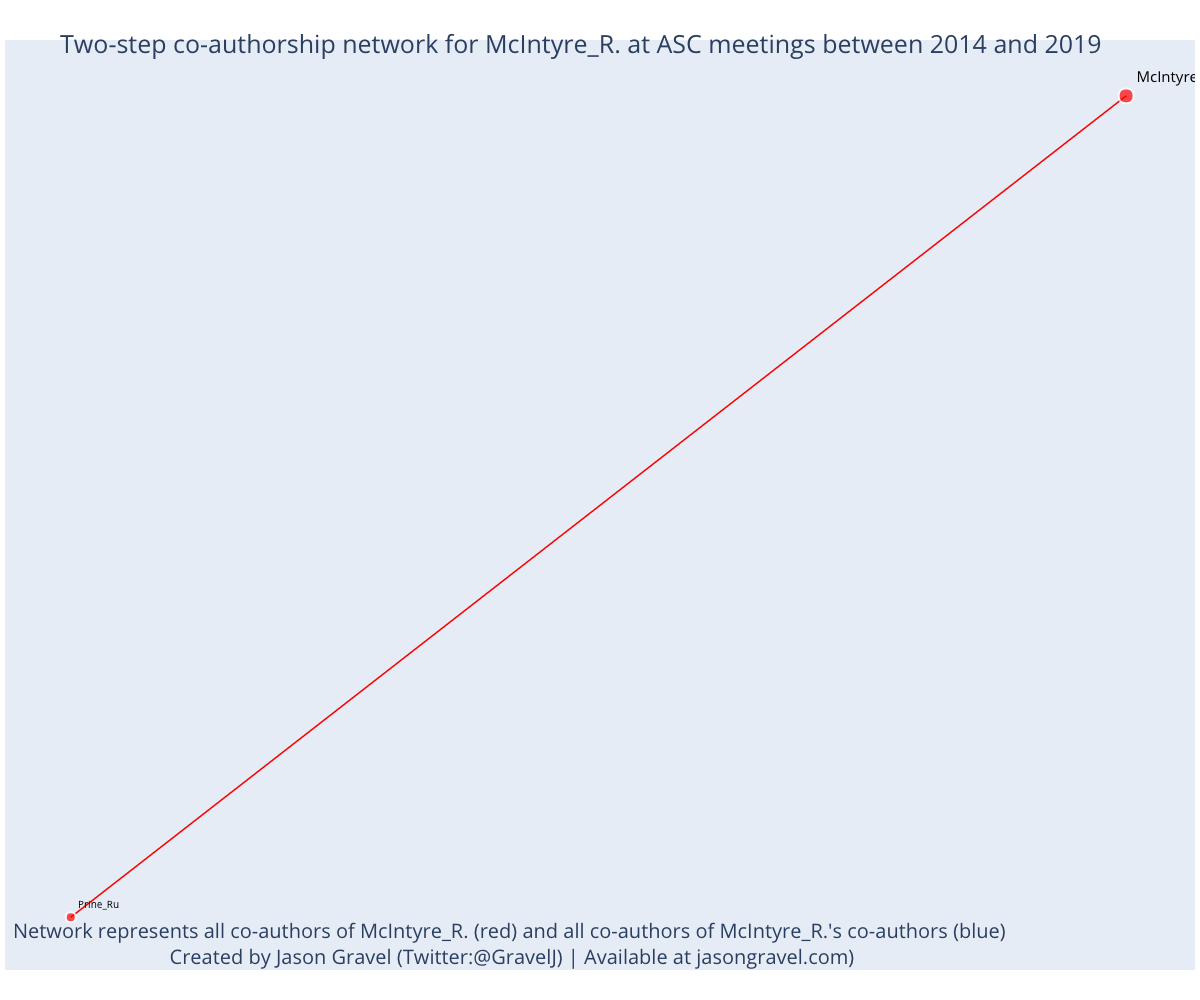 Two-step co-authorship network for McIntyre_R. at ASC meetings between 2014 and 2019
McIntyre
Prine_Ru
Network represents all co-authors of McIntyre_R. (red) and all co-authors of McIntyre_R.'s co-authors (blue)
Created by Jason Gravel (Twitter:@GravelJ) | Available at jasongravel.com)